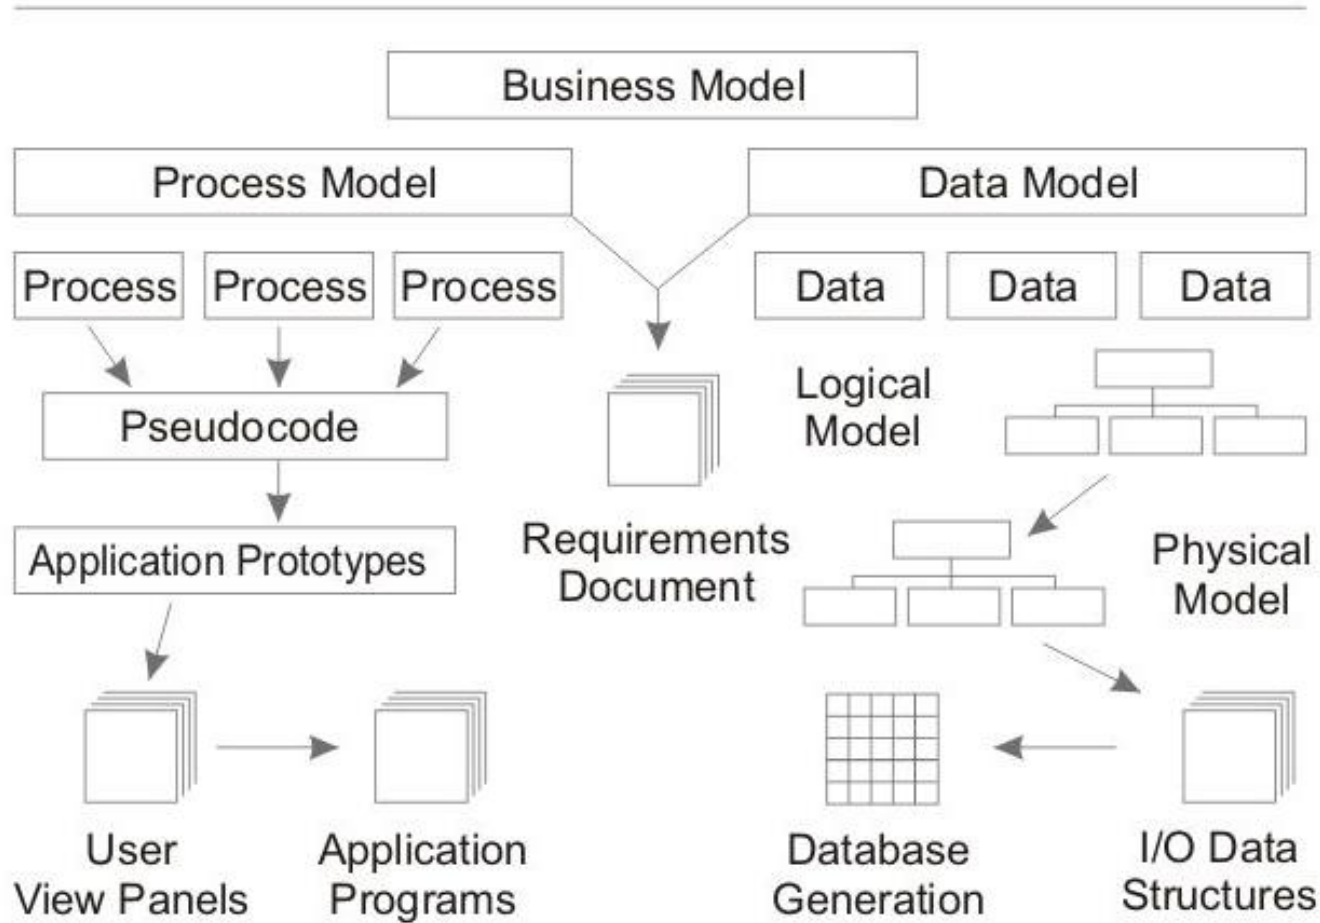 Business Model
Process Model
Data Model
Process
Process
Process
Data
Data
Data
Logical
Model
Pseudocode
Requirements
Document
Physical
Model
Application Prototypes
User
View Panels
Application
Programs
Database
Generation
I/O Data
Structures